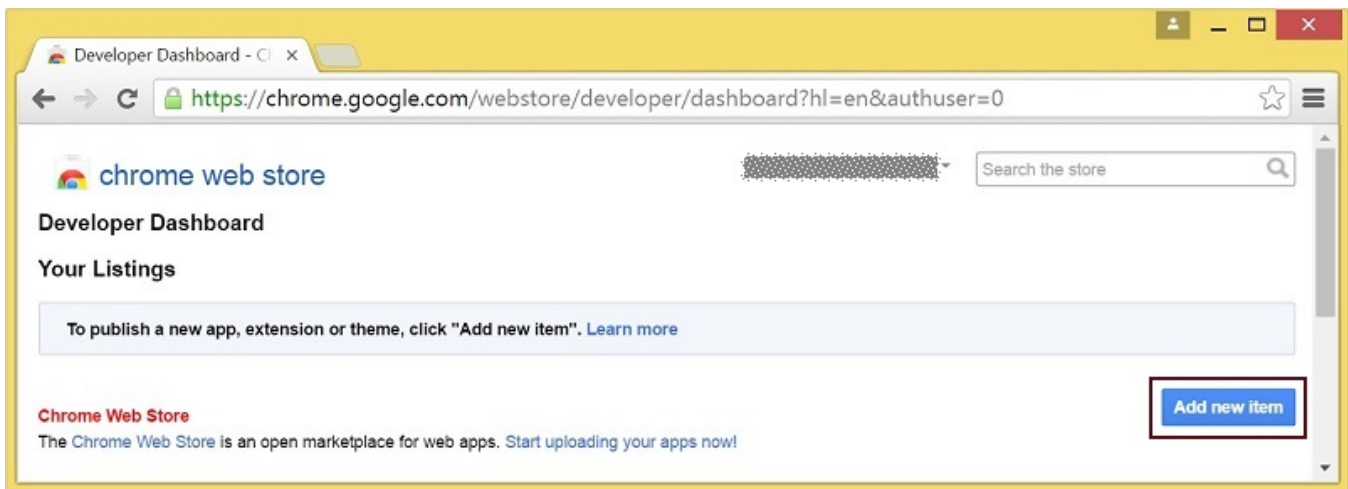 Developer Dashboard - C
https://chrome.google.com/webstore/developer/dashboard?hl=en&authuser=0
chrome web store
Search the store
Developer Dashboard
Your Listings
To publish a new app, extension or theme, click "Add new item". Learn more
Add new item
Chrome Web Store
The Chrome Web Store is an open marketplace for web apps. Start uploading your apps now!